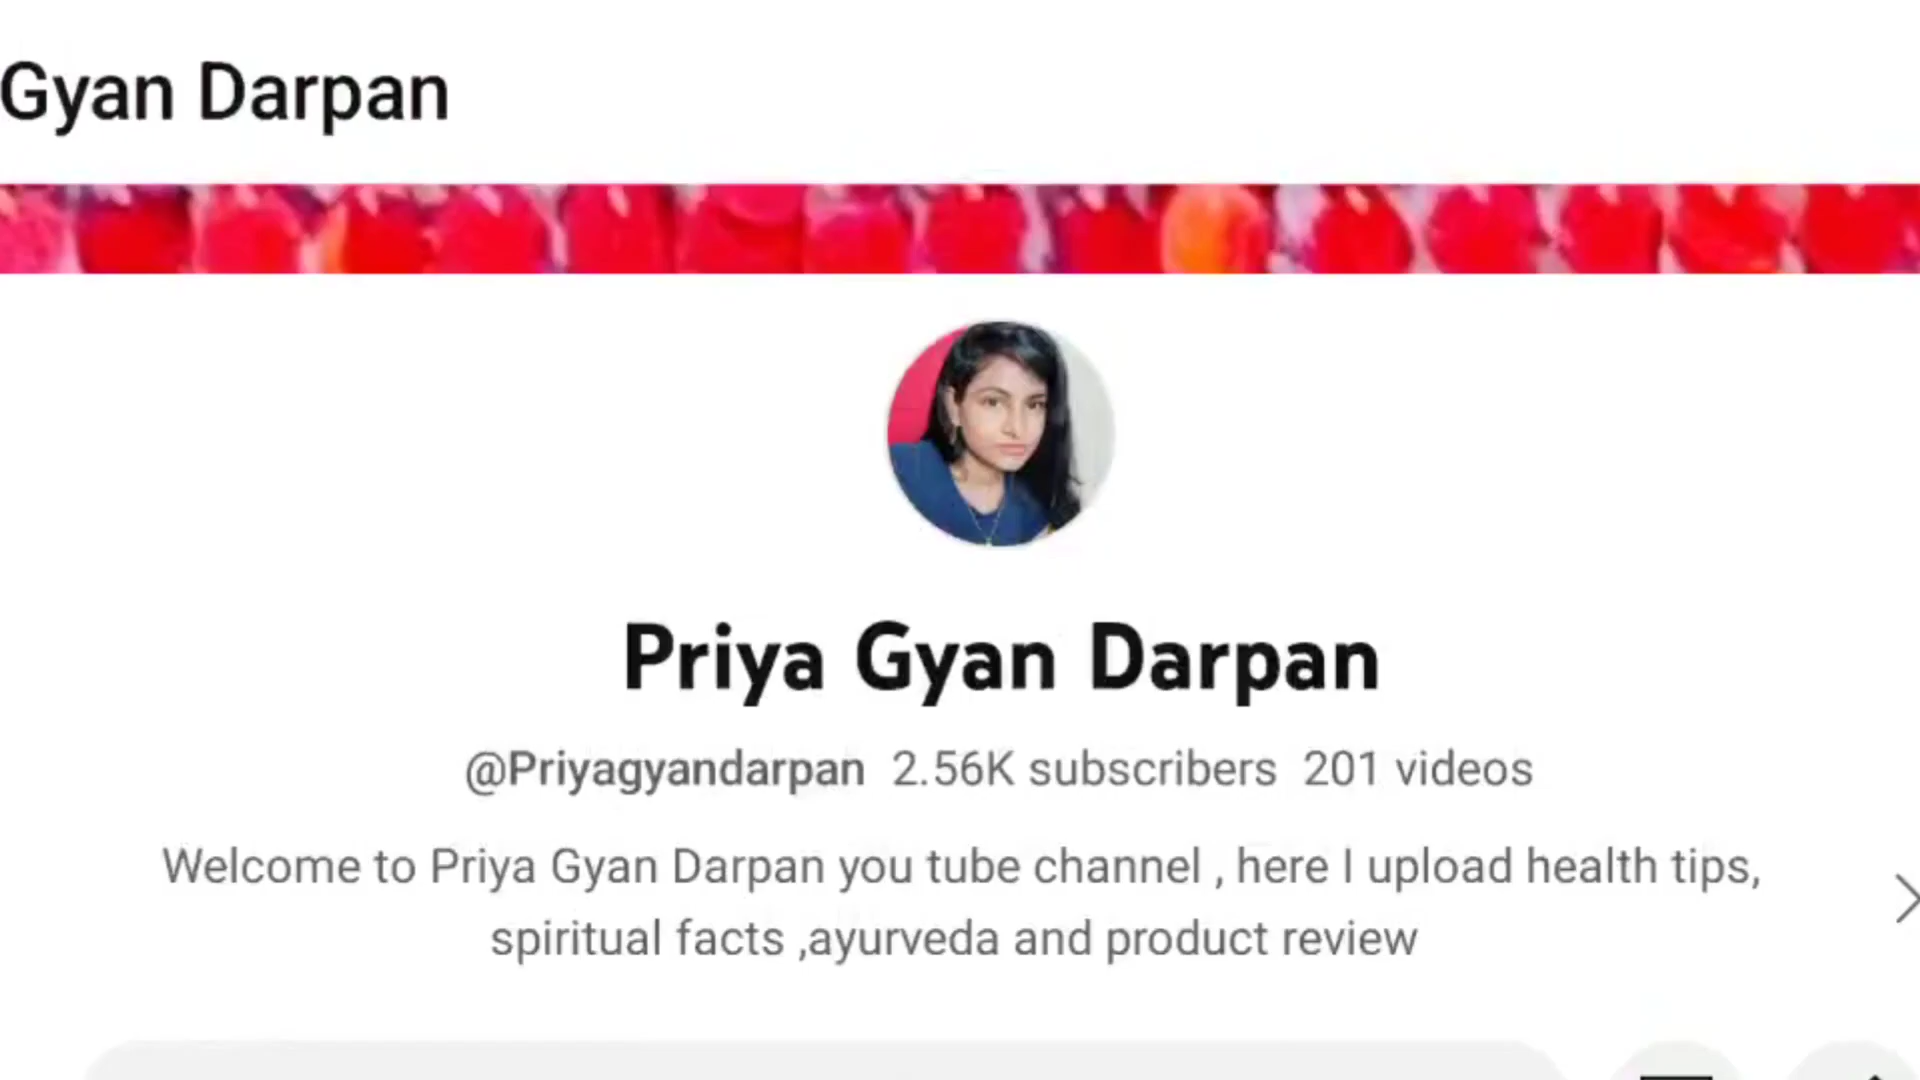 Gyan Darpan
Priya Gyan Darpan
@Priyagyandarpan 2.56K subscribers 201 videos
Welcome to Priya Gyan Darpan you tube channel , here I upload health tips,
spiritual facts ,ayurveda and product review